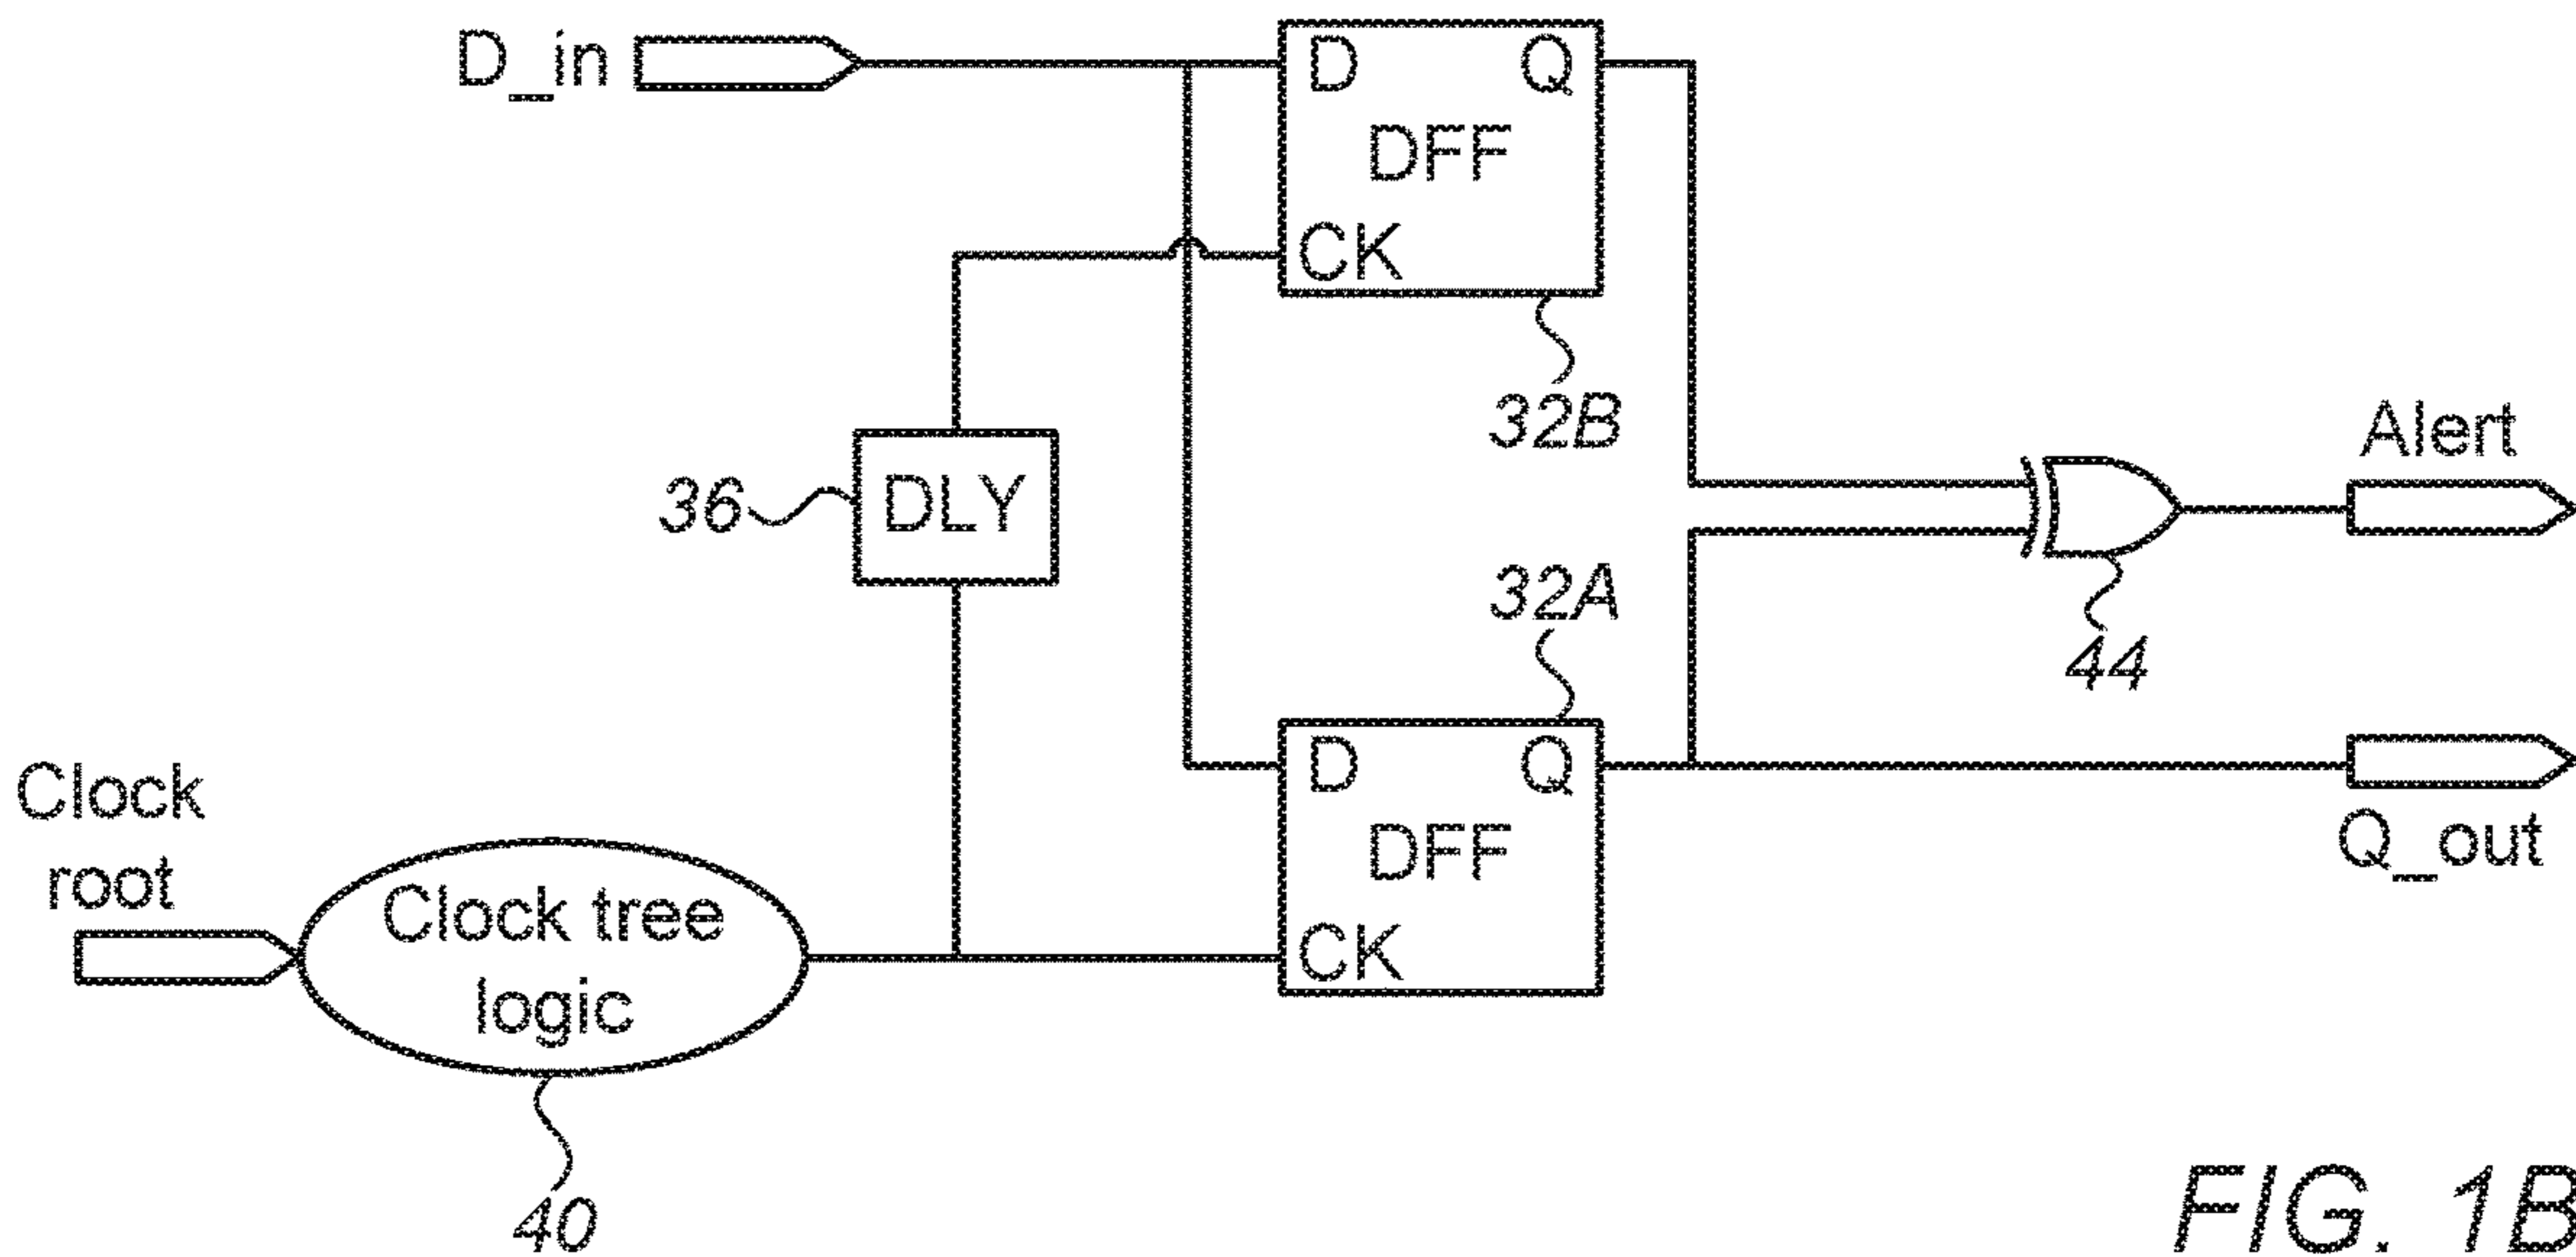 D_in
D
Q
DFF
CK
32B
36
DLY
Alert
32A
44
Clock
root
D
Q
DFF
CK
Q_out
Clock tree
logic
40
FIG. 1B